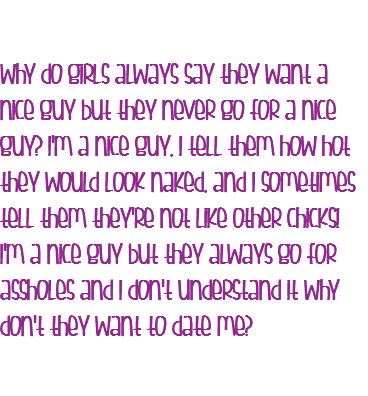 Why do girls always say they want a
nice guy but they never go for a nice
guy? I'm a nice guy, I tell them how hot
they would look naked, and I sometimes
tell them they're not like other chicks!
I'm a nice guy but they always go for
assholes and I don't understand it why
don't they want to date me?